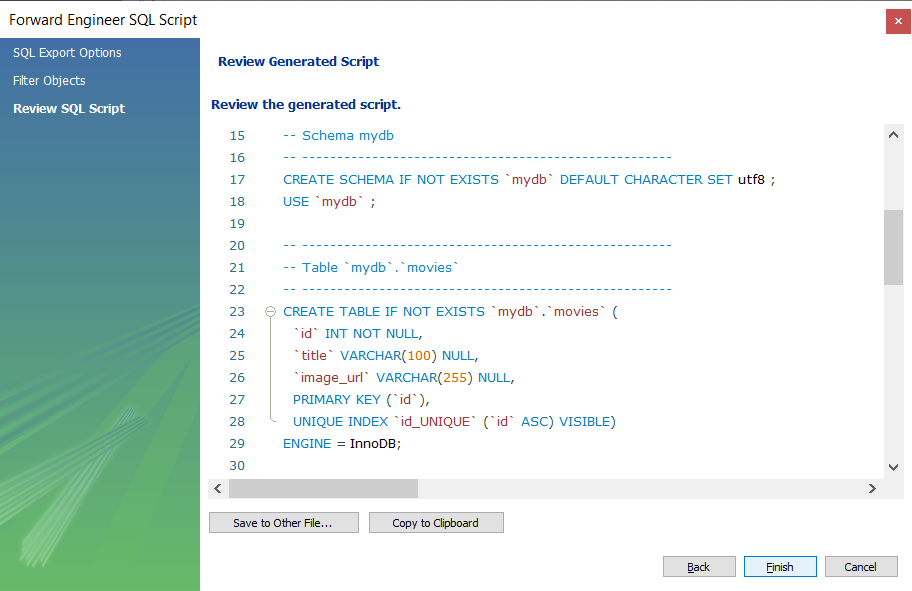 Forward Engineer SQL Script
SQL Export Options
Filter Objects
Review SQL Script
Review Generated Script
Review the generated script.
15 -- Schema mydb
16 -- -----------------------------------------------------
17 CREATE SCHEMA IF NOT EXISTS `mydb` DEFAULT CHARACTER SET utf8 ;
18 USE `mydb` ;
19
20 -- -----------------------------------------------------
21 -- Table `mydb`.`movies`
22 -- -----------------------------------------------------
23 CREATE TABLE IF NOT EXISTS `mydb`.`movies` (
24 `id` INT NOT NULL,
25 `title` VARCHAR(100) NULL,
26 `image_url` VARCHAR(255) NULL,
27 PRIMARY KEY (`id`),
28 UNIQUE INDEX `id_UNIQUE` (`id` ASC) VISIBLE)
29 ENGINE = InnoDB;
30
Save to Other File... Copy to Clipboard
Back Finish Cancel